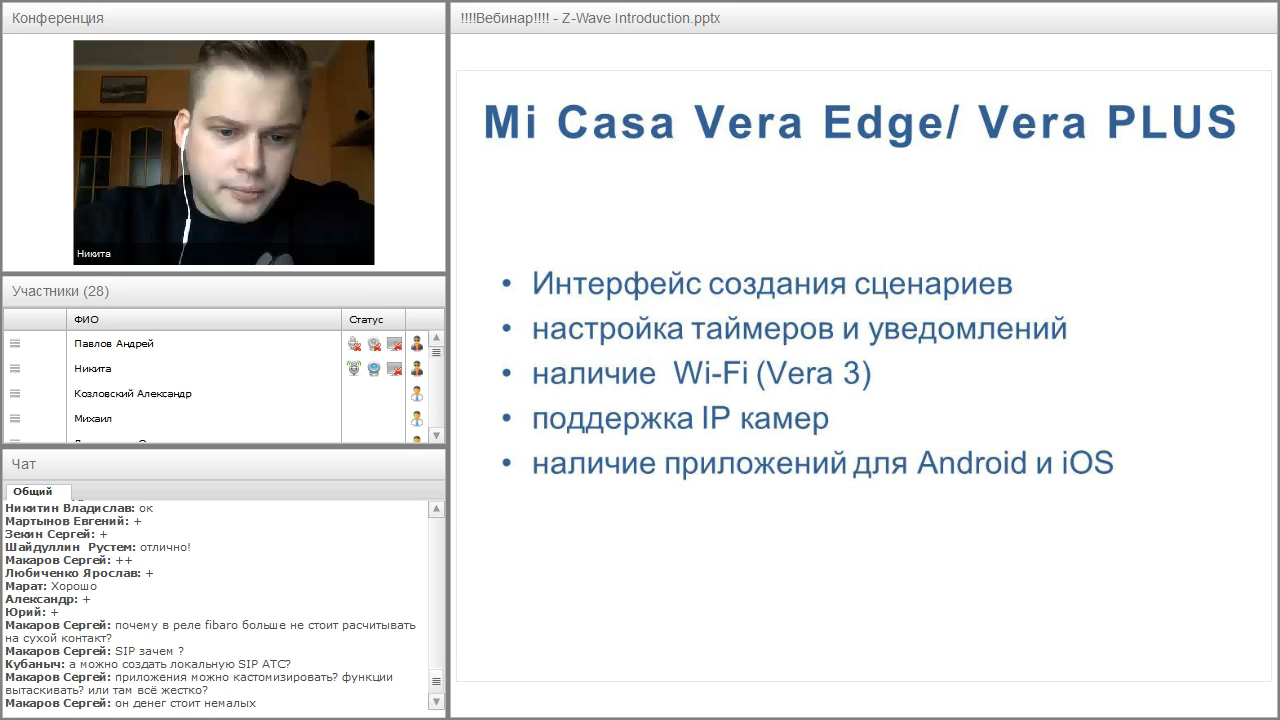 Конференция
Никита
Участники (28)
ФИО
Статус
Павлов Андрей
Никита
Козловский Александр
Михаил
Чат
Общий
Никитин Владислав: ок
Мартынов Евгений: +
Зекин Сергей: +
Шайдуллин Рустем: отлично!
Макаров Сергей: ++
Любиченко Ярослав: +
Марат: Хорошо
Александр: +
Юрий: +
Макаров Сергей: почему в реле fibaro больше не стоит расчитывать
на сухой контакт?
Макаров Сергей: SIP зачем ?
Кубаныч: а можно создать локальную SIP АТС?
Макаров Сергей: приложения можно кастомизировать? функции
вытаскивать? или там всё жестко?
Макаров Сергей: он денег стоит немалых
!!!!Вебинар!!!! - Z-Wave Introduction.pptx
Mi Casa Vera Edge/ Vera PLUS
• Интерфейс создания сценариев
• настройка таймеров и уведомлений
• наличие Wi-Fi (Vera 3)
• поддержка IP камер
• наличие приложений для Android и iOS